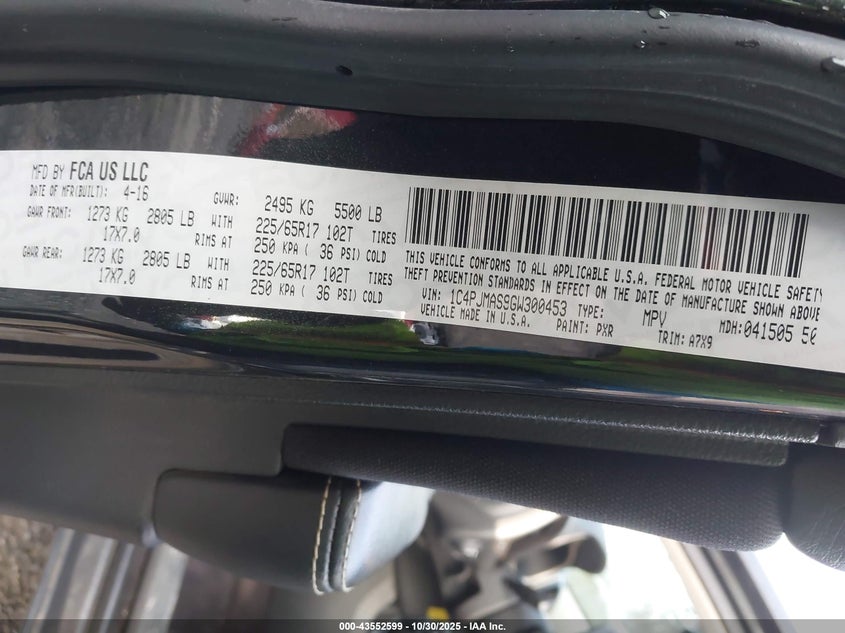 MFD BY FCA US LLC
DATE OF MFR(BUILT): 4-16 GVWR: 2495 KG 5500 LB
GAWR FRONT: 1273 KG 2805 LB WITH 225/65R17 102T TIRES
17X7.0 RIMS AT 250 KPA ( 36 PSI) COLD
GAWR REAR: 1273 KG 2805 LB WITH 225/65R17 102T TIRES
17X7.0 RIMS AT 250 KPA ( 36 PSI) COLD
THIS VEHICLE CONFORMS TO ALL APPLICABLE U.S.A. FEDERAL MOTOR VEHICLE SAFETY
THEFT PREVENTION STANDARDS IN EFFECT ON THE DATE OF MANUFACTURE SHOWN ABOVE
VIN: 1C4PJMASSGW300453 TYPE: MPV MDH:041505 50
VEHICLE MADE IN U.S.A. PAINT: PXR TRIM: A7X9
000-43552599 - 10/30/2025 - IAA Inc.